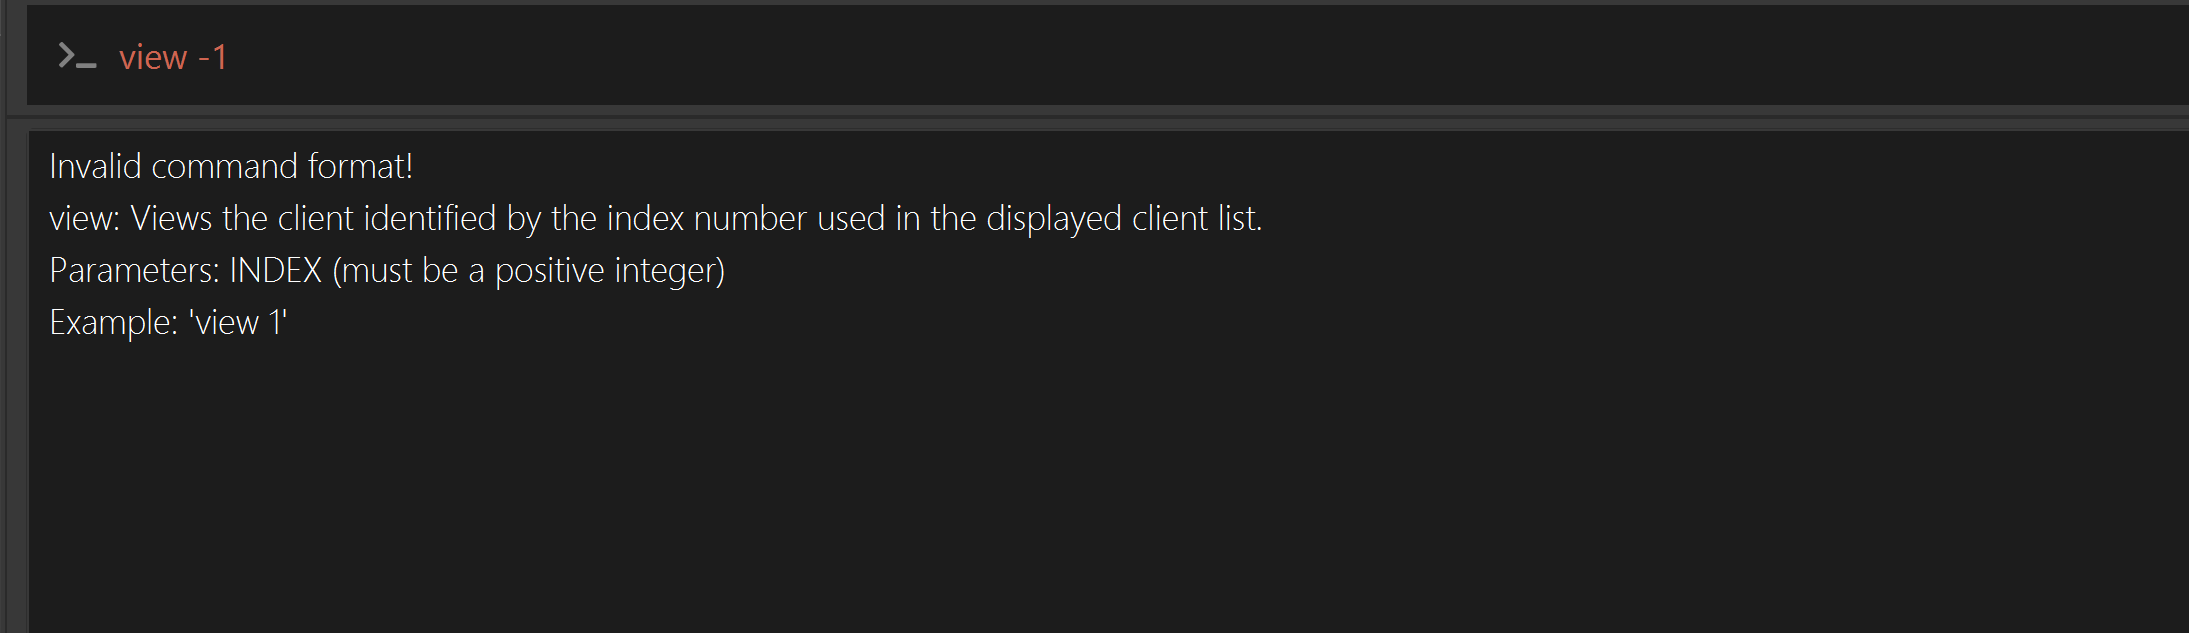 view -1
Invalid command format!
view: Views the client identified by the index number used in the displayed client list.
Parameters: INDEX (must be a positive integer)
Example: 'view 1'